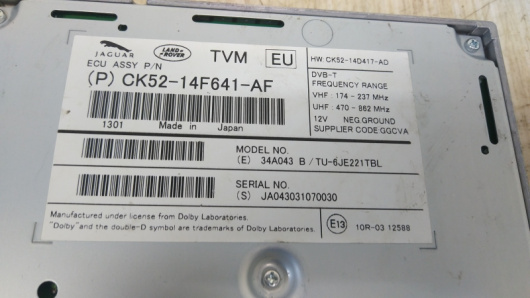 JAGUAR
LAND ROVER
TVM
EU
ECU ASSY P/N
(P) CK52-14F641-AF
1301 Made in Japan
HW. CK52-14D417-AD
DVB-T
FREQUENCY RANGE
VHF : 174 - 237 MHz
UHF : 470 - 862 MHz
12V NEG.GROUND
SUPPLIER CODE:GGCVA
MODEL NO.
(E) 34A043 B / TU-6JE221TBL
SERIAL NO.
(S) JA043031070030
Manufactured under license from Dolby Laboratories.
"Dolby" and the double-D symbol are trademarks of Dolby Laboratories.
E13
10R-03 12588